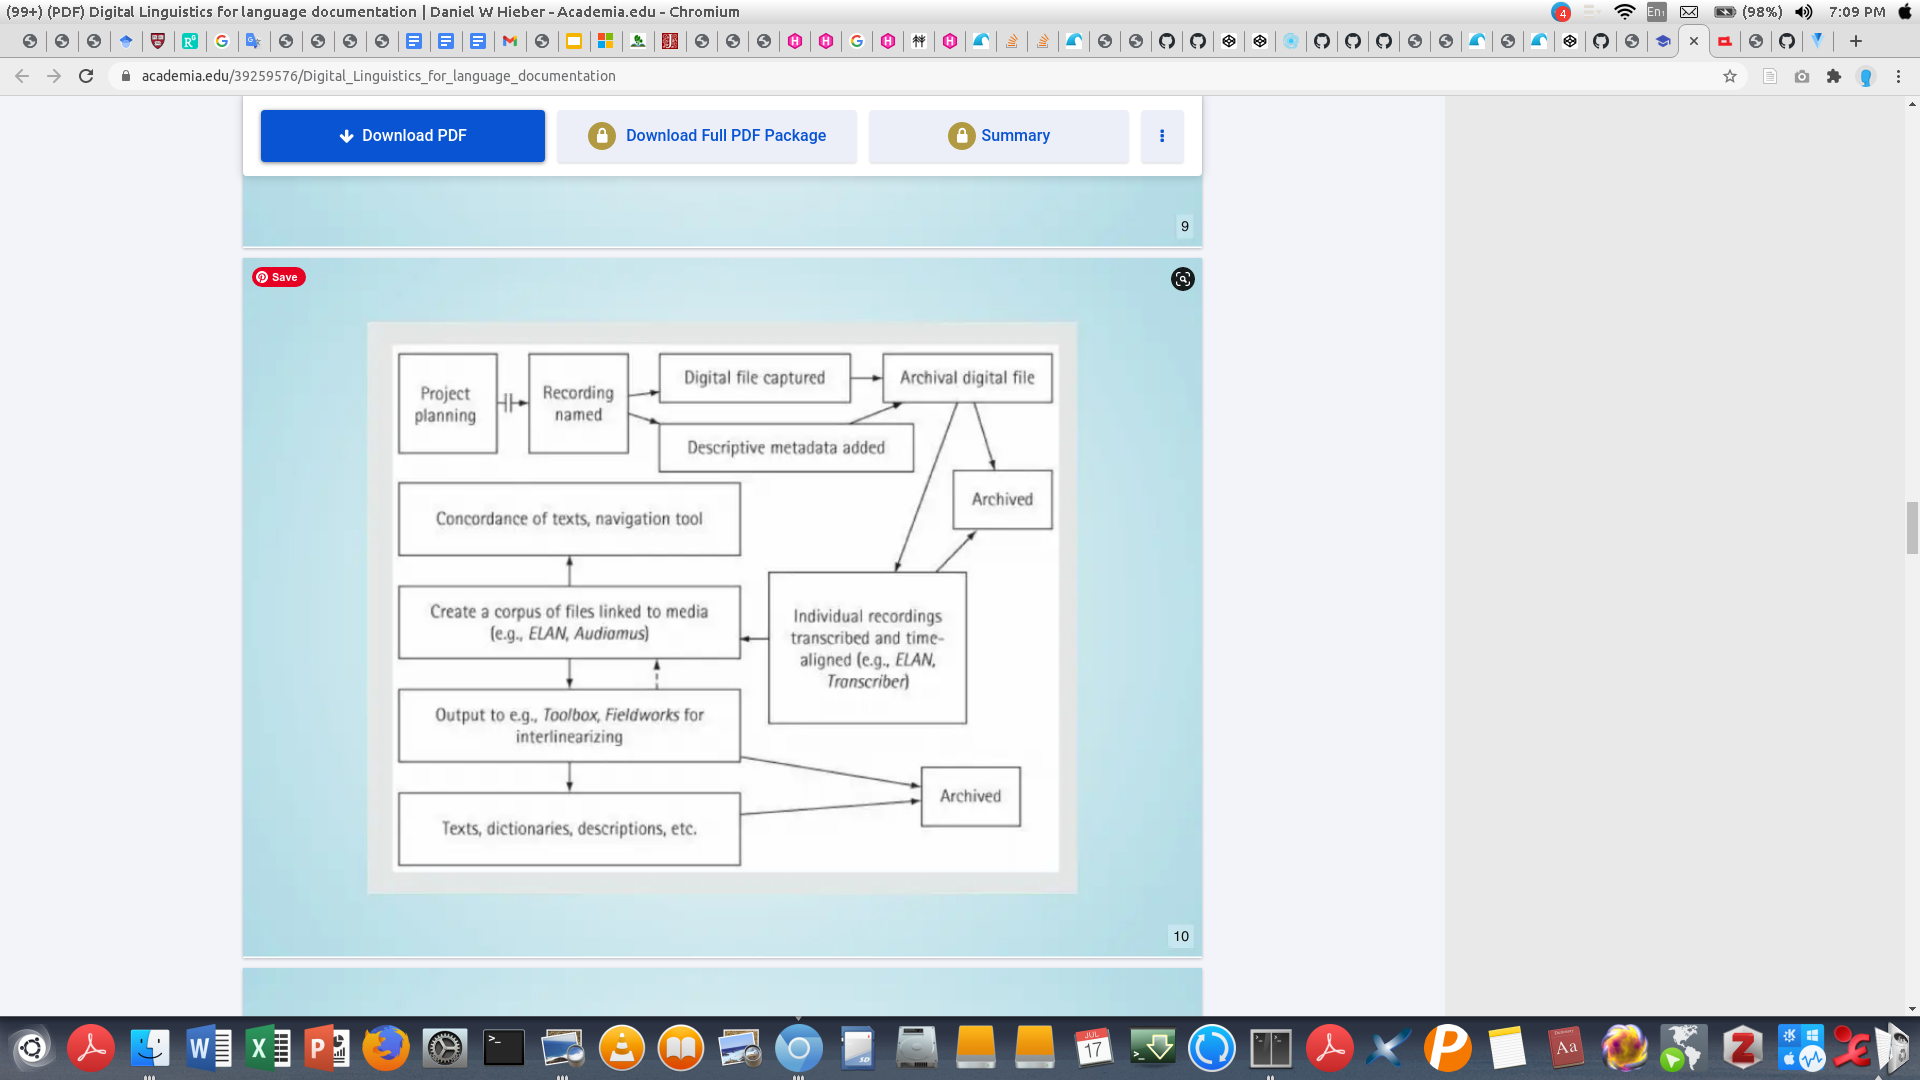 (99+) (PDF) Digital Linguistics for language documentation | Daniel W Hieber - Academia.edu - Chromium
4
En1
(98%)
7:09 PM
academia.edu/39259576/Digital_Linguistics_for_language_documentation
Download PDF
Download Full PDF Package
Summary
9
Save
Project
planning
Recording
named
Digital file captured
Archival digital file
Descriptive metadata added
Archived
Concordance of texts, navigation tool
Create a corpus of files linked to media
(e.g., ELAN, Audiamus)
Individual recordings
transcribed and time-
aligned (e.g., ELAN,
Transcriber)
Output to e.g., Toolbox, Fieldworks for
interlinearizing
Archived
Texts, dictionaries, descriptions, etc.
10
JUL
17
Aa